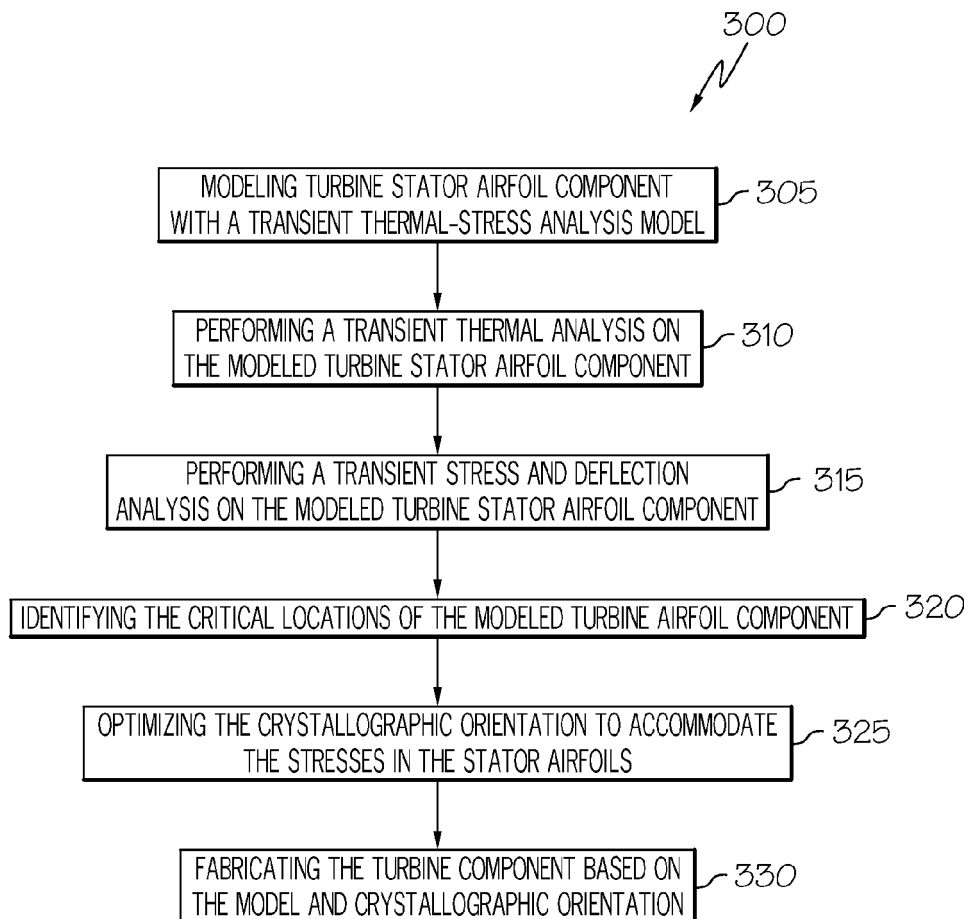 300
MODELING TURBINE STATOR AIRFOIL COMPONENT
WITH A TRANSIENT THERMAL-STRESS ANALYSIS MODEL
305
PERFORMING A TRANSIENT THERMAL ANALYSIS ON
THE MODELED TURBINE STATOR AIRFOIL COMPONENT
310
PERFORMING A TRANSIENT STRESS AND DEFLECTION
ANALYSIS ON THE MODELED TURBINE STATOR AIRFOIL COMPONENT
315
IDENTIFYING THE CRITICAL LOCATIONS OF THE MODELED TURBINE AIRFOIL COMPONENT
320
OPTIMIZING THE CRYSTALLOGRAPHIC ORIENTATION TO ACCOMMODATE
THE STRESSES IN THE STATOR AIRFOILS
325
FABRICATING THE TURBINE COMPONENT BASED ON
THE MODEL AND CRYSTALLOGRAPHIC ORIENTATION
330